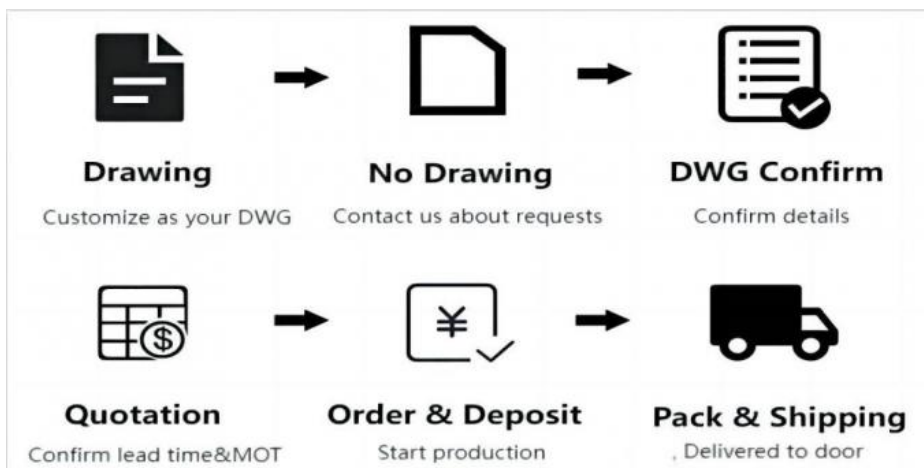 Drawing
No Drawing
DWG Confirm
Customize as your DWG
Contact us about requests
Confirm details
$
¥
Quotation
Order & Deposit
Pack & Shipping
Confirm lead time&MOT
Start production
, Delivered to door